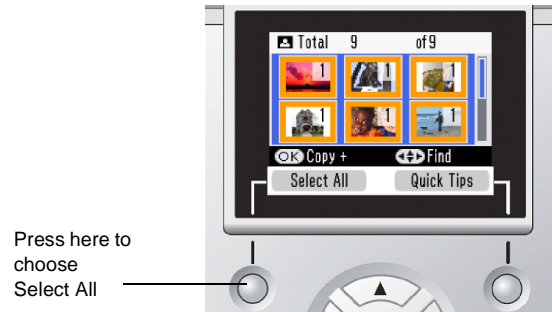 Total 9 of 9
1 1 1
1 1 1
OK Copy + Find
Select All Quick Tips
Press here to
choose
Select All